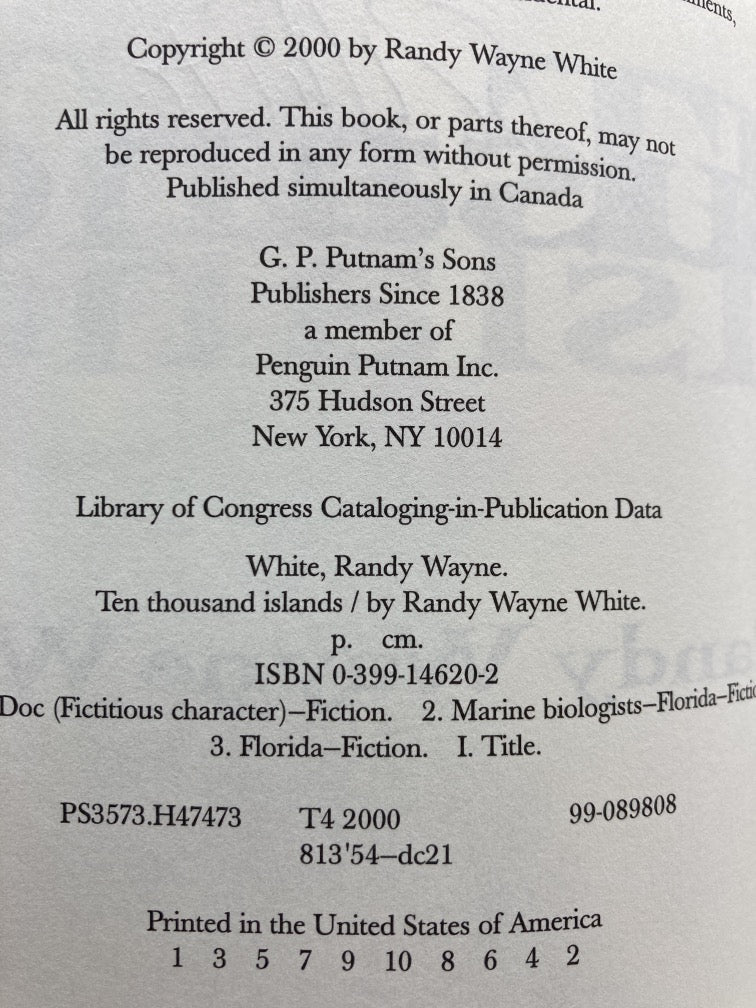 Copyright © 2000 by Randy Wayne White
All rights reserved. This book, or parts thereof, may not
be reproduced in any form without permission.
Published simultaneously in Canada
G. P. Putnam's Sons
Publishers Since 1838
a member of
Penguin Putnam Inc.
375 Hudson Street
New York, NY 10014
Library of Congress Cataloging-in-Publication Data
White, Randy Wayne.
Ten thousand islands / by Randy Wayne White.
p. cm.
ISBN 0-399-14620-2
Doc (Fictitious character)–Fiction. 2. Marine biologists–Florida–Fictio
3. Florida–Fiction. I. Title.
PS3573.H47473 T4 2000 99-089808
813'54–dc21
Printed in the United States of America
1 3 5 7 9 10 8 6 4 2